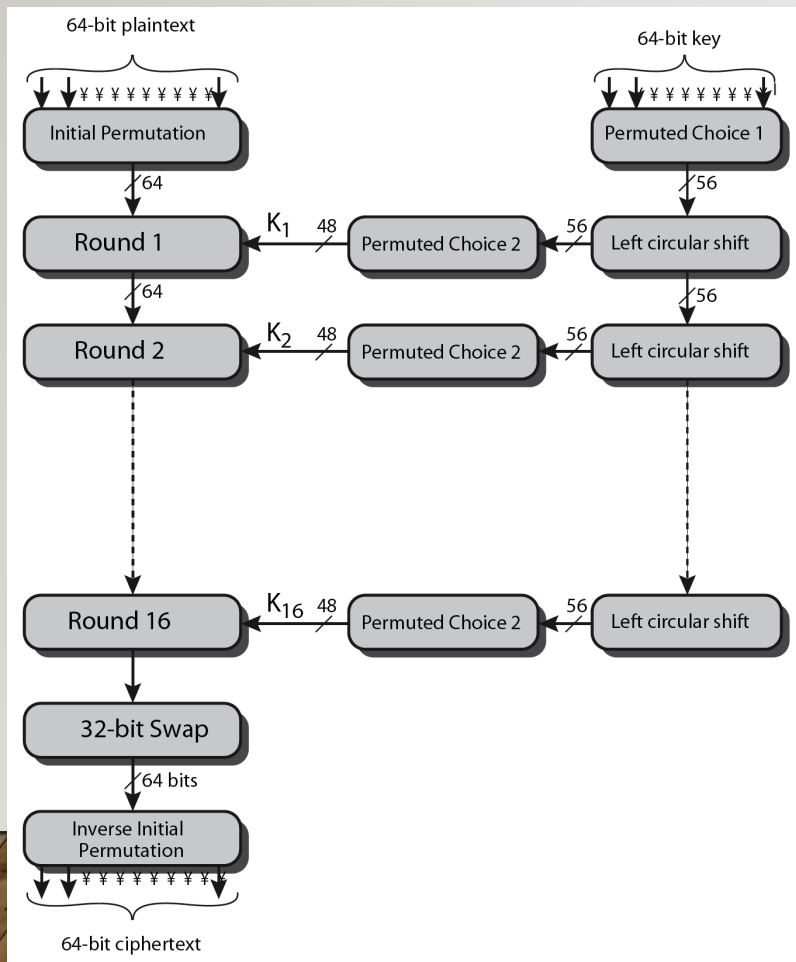 64-bit plaintext
64-bit key
¥ ¥ ¥ ¥ ¥ ¥ ¥ ¥ ¥
¥ ¥ ¥ ¥ ¥ ¥ ¥ ¥ ¥
Initial Permutation
Permuted Choice 1
64
56
Round 1
K1
48
Permuted Choice 2
56
Left circular shift
64
56
Round 2
K2
48
Permuted Choice 2
56
Left circular shift
Round 16
K16
48
Permuted Choice 2
56
Left circular shift
32-bit Swap
64 bits
Inverse Initial
Permutation
¥ ¥ ¥ ¥ ¥ ¥ ¥ ¥ ¥
64-bit ciphertext